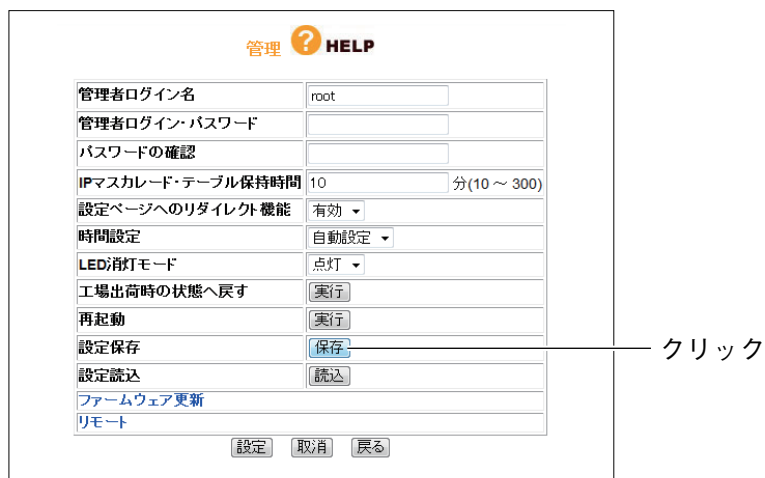 管理 ? HELP
管理者ログイン名 root
管理者ログイン・パスワード
パスワードの確認
IPマスカレード・テーブル保持時間 10 分(10 ~ 300)
設定ページへのリダイレクト機能 有効
時間設定 自動設定
LED消灯モード 点灯
工場出荷時の状態へ戻す 実行
再起動 実行
設定保存 保存 クリック
設定読込 読込
ファームウェア更新
リモート
設定 取消 戻る